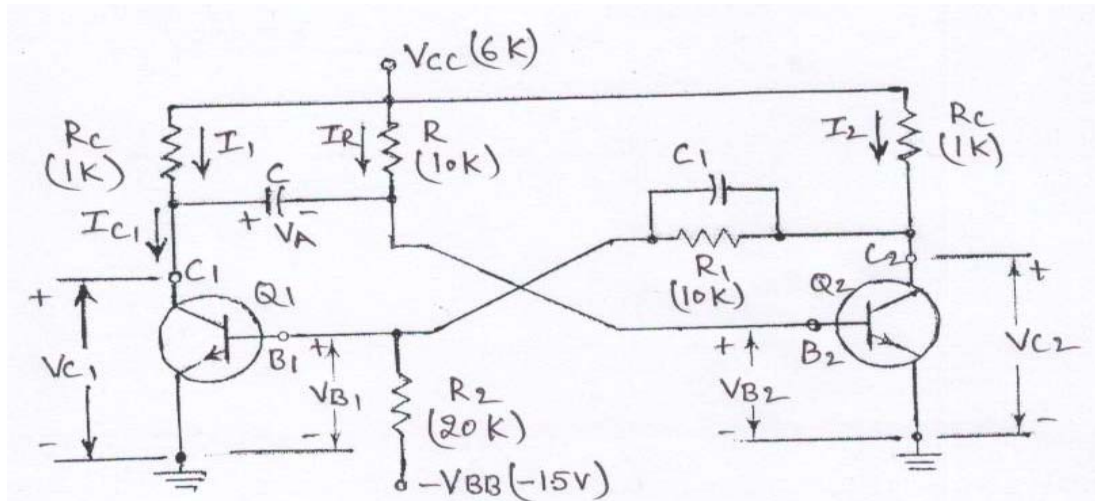 VCC (6K)
RC
(1K)
I1
IR
R
(10K)
I2
RC
(1K)
C
+ VA -
C1
IC1
C1
R1
(10K)
C2
+
Q1
Q2
+
VC1
B1
+
VB1
-
R2
(20K)
+
VB2
-
B2
VC2
-
-
-VBB (-15V)